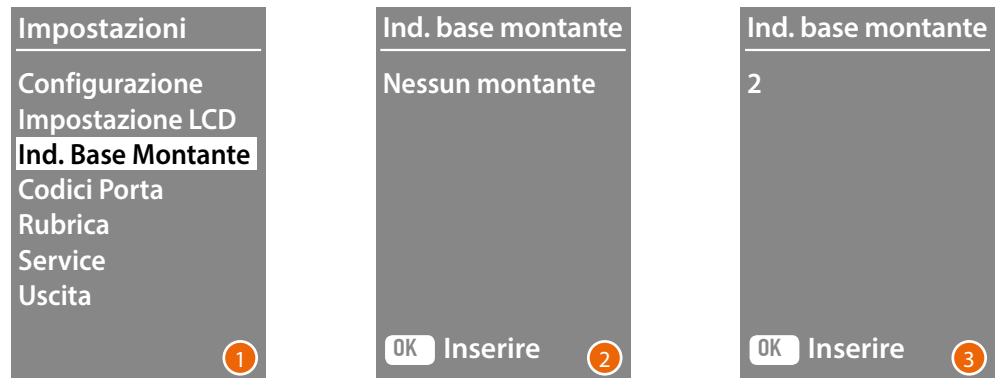 Impostazioni
Configurazione
Impostazione LCD
Ind. Base Montante
Codici Porta
Rubrica
Service
Uscita
1
Ind. base montante
Nessun montante
OK Inserire
2
Ind. base montante
2
OK Inserire
3